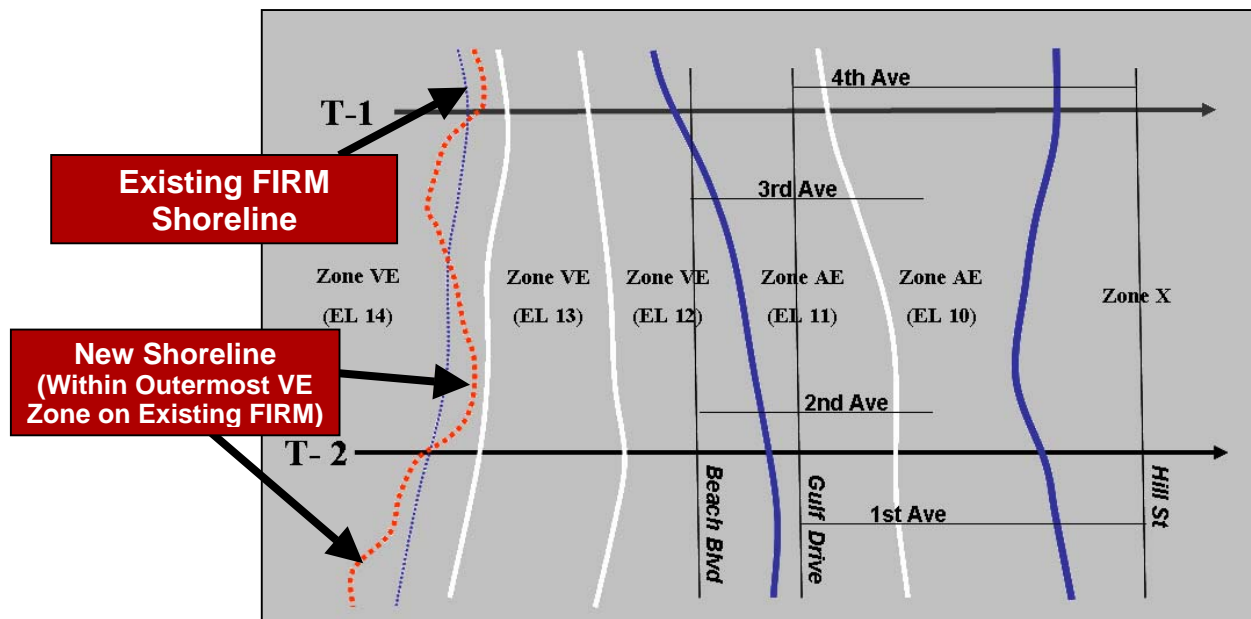 4th Ave
T-1
Existing FIRM
Shoreline
3rd Ave
Zone VE
(EL 14)
Zone VE
(EL 13)
Zone VE
(EL 12)
Zone AE
(EL 11)
Zone AE
(EL 10)
Zone X
New Shoreline
(Within Outermost VE
Zone on Existing FIRM)
2nd Ave
T- 2
Beach Blvd
Gulf Drive
Hill St
1st Ave